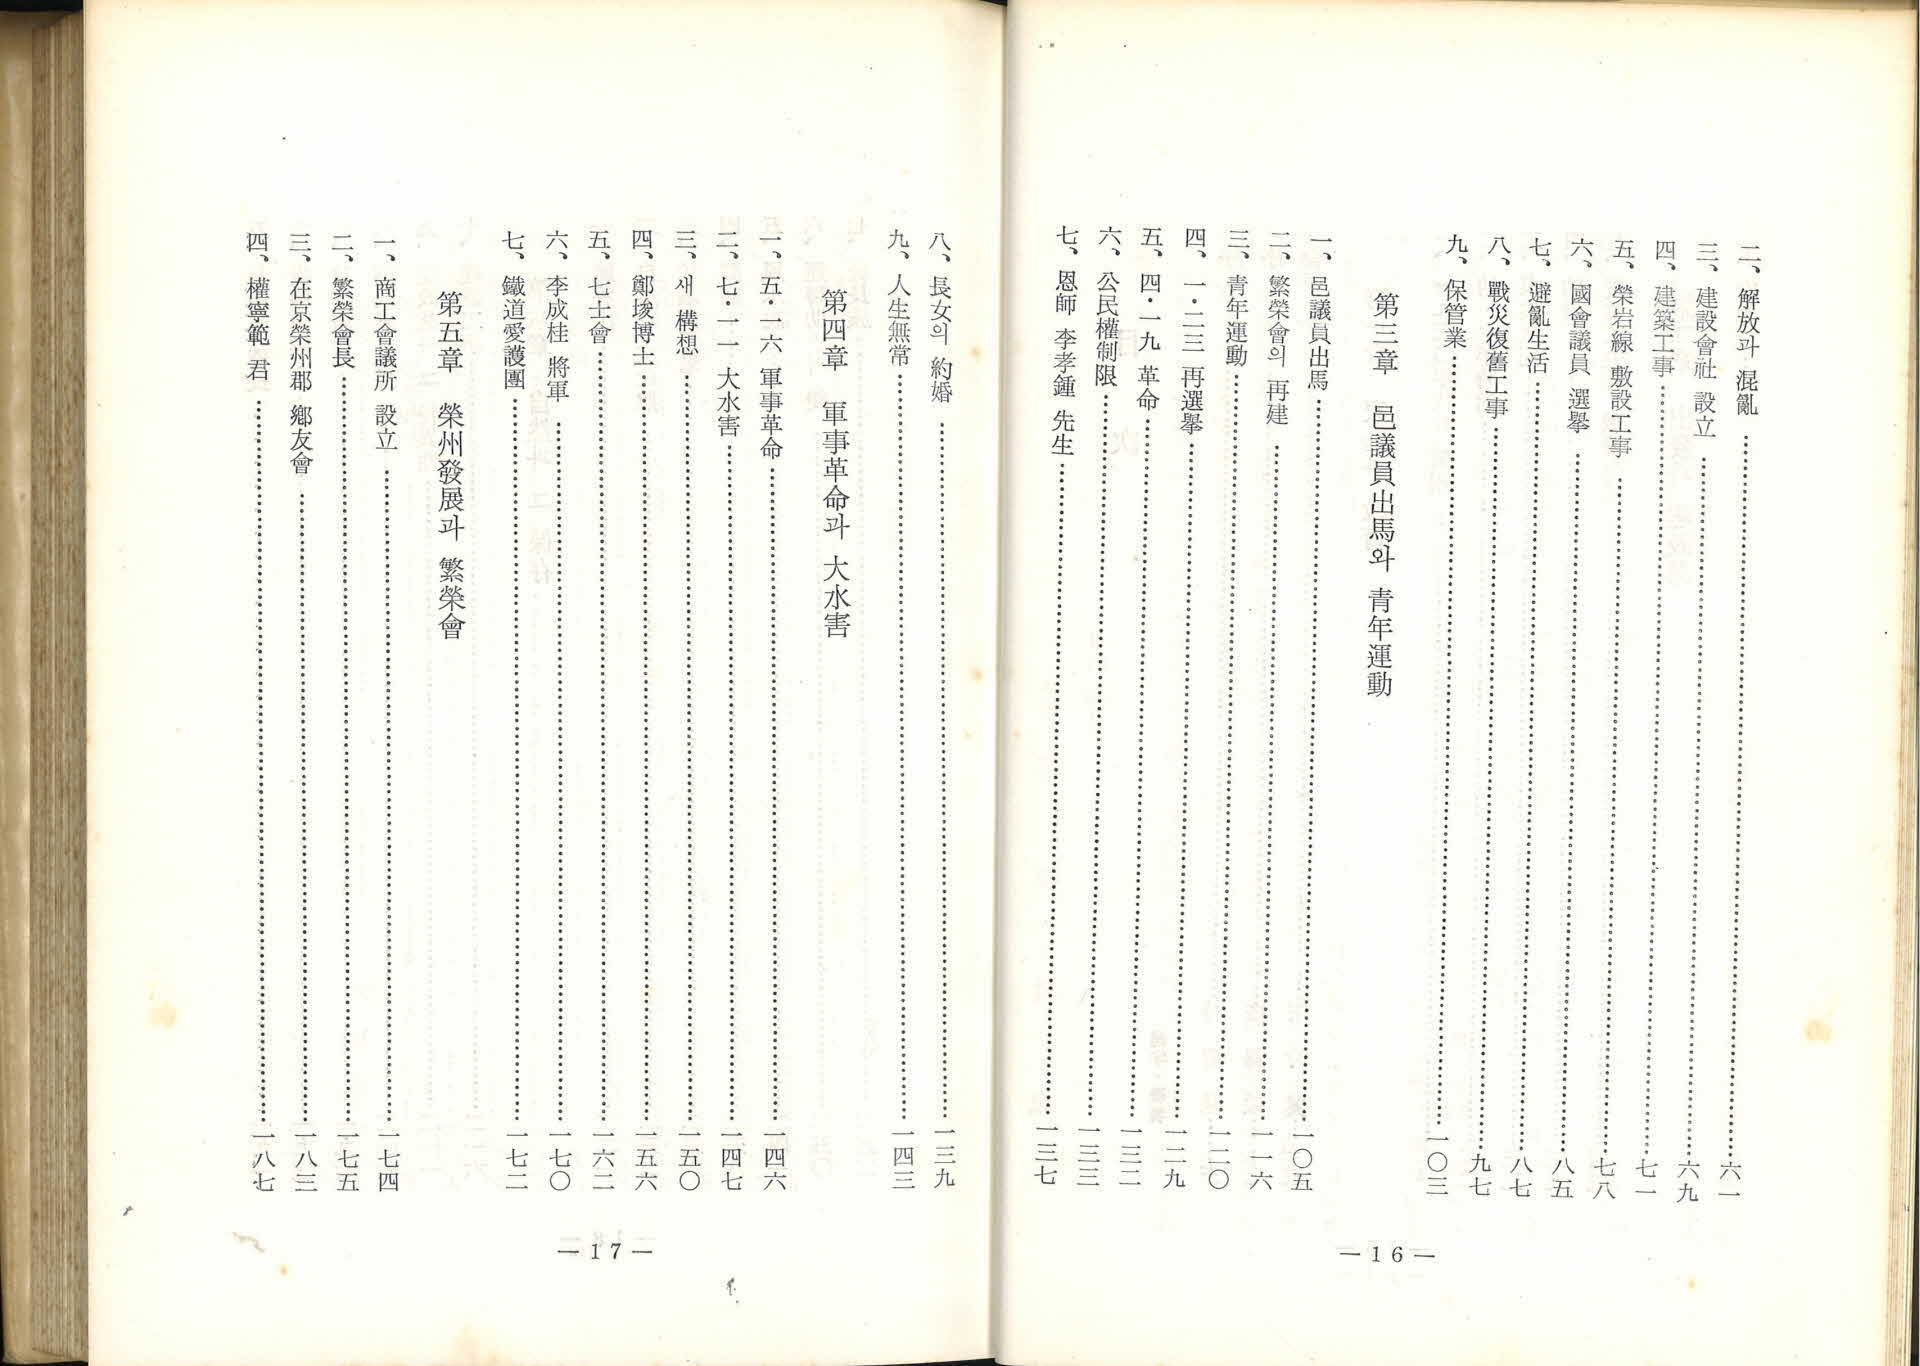 二、解放과 混亂……六一
三、建設會社 設立……六九
四、建築工事……七一
五、榮岩線 敷設工事……七八
六、國會議員 選擧……八五
七、避亂生活……八七
八、戰災復舊工事……九七
九、保管業……一〇三
第三章 邑議員出馬와 靑年運動
一、邑議員出馬……一〇五
二、繁榮會의 再建……一一六
三、靑年運動……一二〇
四、一·二三 再選擧……一二九
五、四·一九 革命……一三二
六、公民權制限……一三三
七、恩師 李孝鍾 先生……一三七
—16—
八、長女의 約婚……一三九
九、人生無常……一四三
第四章 軍事革命과 大水害
一、五·一六 軍事革命……一四六
二、七·一一 大水害……一四七
三、새 構想……一五〇
四、鄭埈博士……一五六
五、七士會……一六二
六、李成桂 將軍……一七〇
七、鐵道愛護團……一七二
第五章 榮州發展과 繁榮會
一、商工會議所 設立……一七四
二、繁榮會長……一七五
三、在京榮州郡 鄕友會……一八三
四、權寧範 君……一八七
—17—